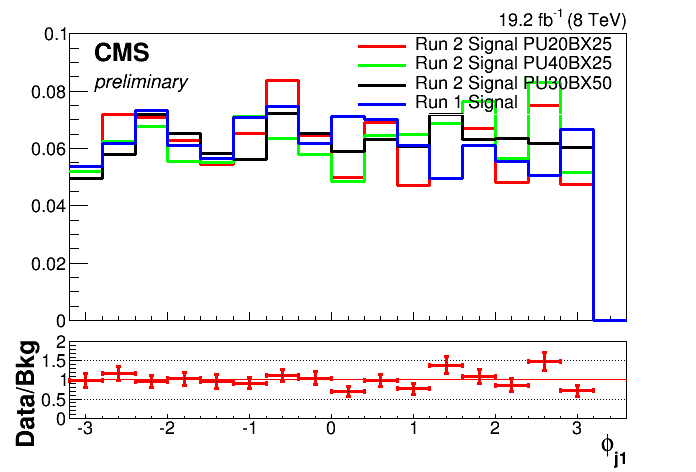 19.2 fb-1 (8 TeV)
CMS
preliminary
Run 2 Signal PU20BX25
Run 2 Signal PU40BX25
Run 2 Signal PU30BX50
Run 1 Signal
0.1
0.08
0.06
0.04
0.02
0
Data/Bkg
2
1.5
1
0.5
0
-3 -2 -1 0 1 2 3
ϕj1